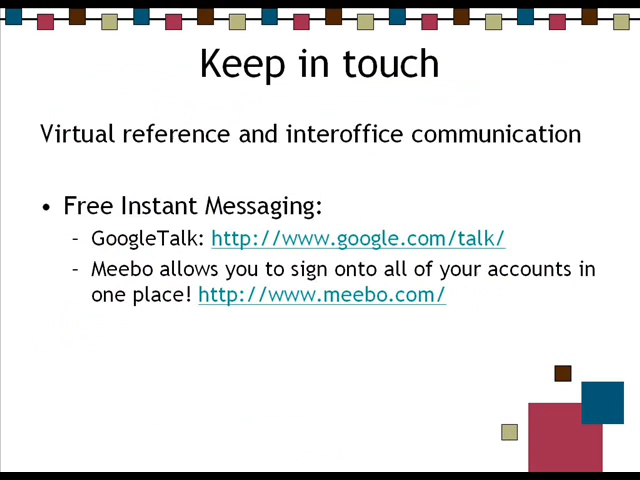 Keep in touch
Virtual reference and interoffice communication
• Free Instant Messaging:
– GoogleTalk: http://www.google.com/talk/
– Meebo allows you to sign onto all of your accounts in
one place! http://www.meebo.com/